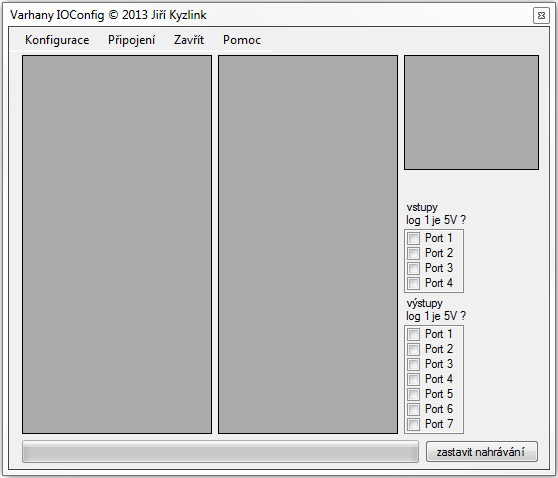 Varhany IOConfig © 2013 Jiří Kyzlink
Konfigurace Připojení Zavřít Pomoc
vstupy
log 1 je 5V ?
Port 1
Port 2
Port 3
Port 4
výstupy
log 1 je 5V ?
Port 1
Port 2
Port 3
Port 4
Port 5
Port 6
Port 7
zastavit nahrávání